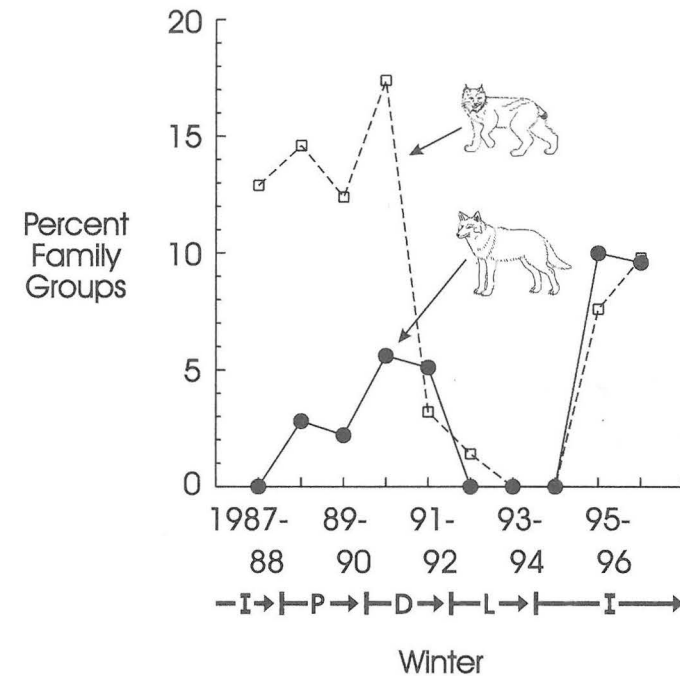 20
15
Percent
Family
Groups
10
5
0
1987- 89- 91- 93- 95-
88 90 92 94 96
I P D L I
Winter